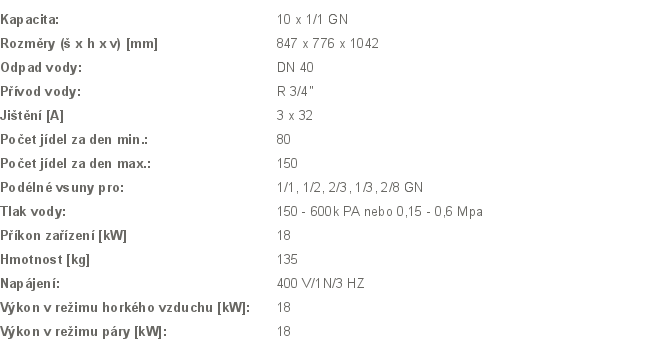 Kapacita: 10 x 1/1 GN
Rozměry (š x h x v) [mm] 847 x 776 x 1042
Odpad vody: DN 40
Přívod vody: R 3/4"
Jištění [A] 3 x 32
Počet jídel za den min.: 80
Počet jídel za den max.: 150
Podélné vsuny pro: 1/1, 1/2, 2/3, 1/3, 2/8 GN
Tlak vody: 150 - 600k PA nebo 0,15 - 0,6 Mpa
Příkon zařízení [kW] 18
Hmotnost [kg] 135
Napájení: 400 V/1N/3 HZ
Výkon v režimu horkého vzduchu [kW]: 18
Výkon v režimu páry [kW]: 18